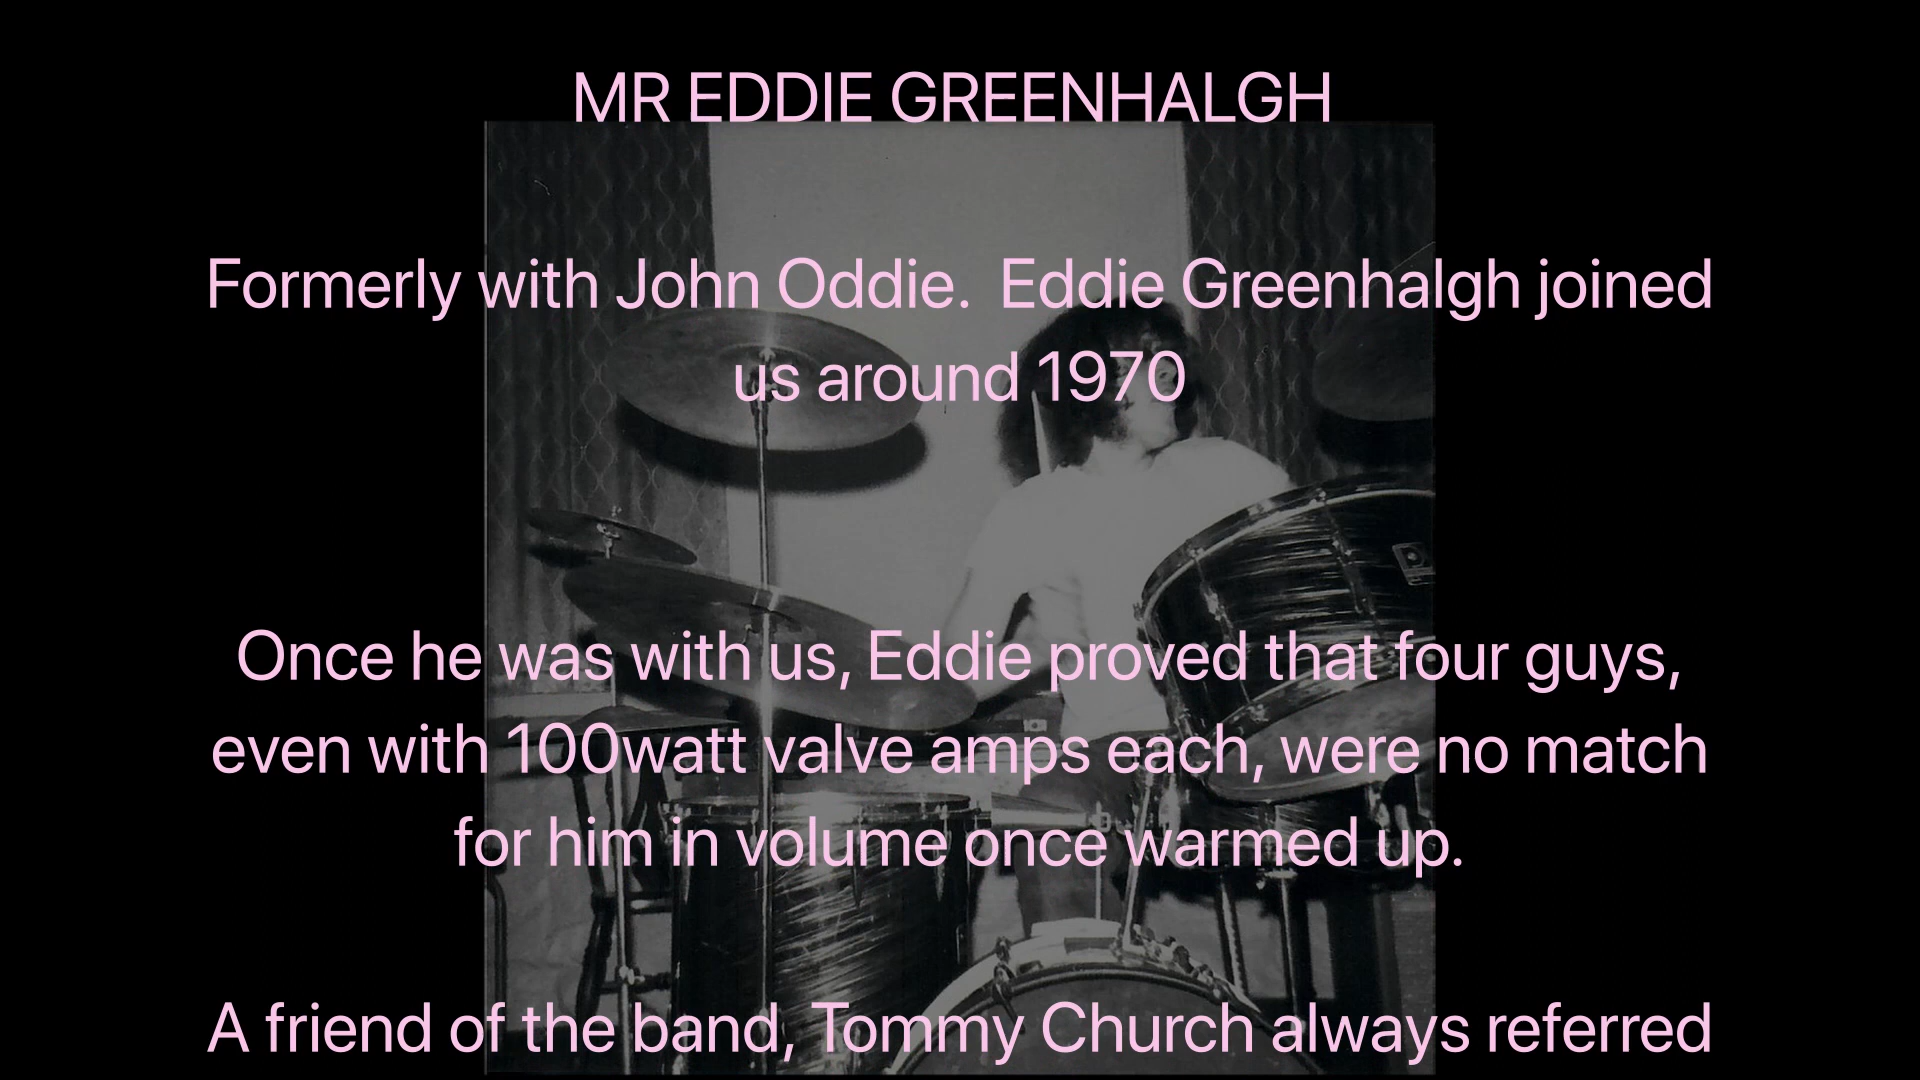 MR EDDIE GREENHALGH
Formerly with John Oddie.  Eddie Greenhalgh joined
us around 1970
Once he was with us, Eddie proved that four guys,
even with 100watt valve amps each, were no match
for him in volume once warmed up.
A friend of the band, Tommy Church always referred